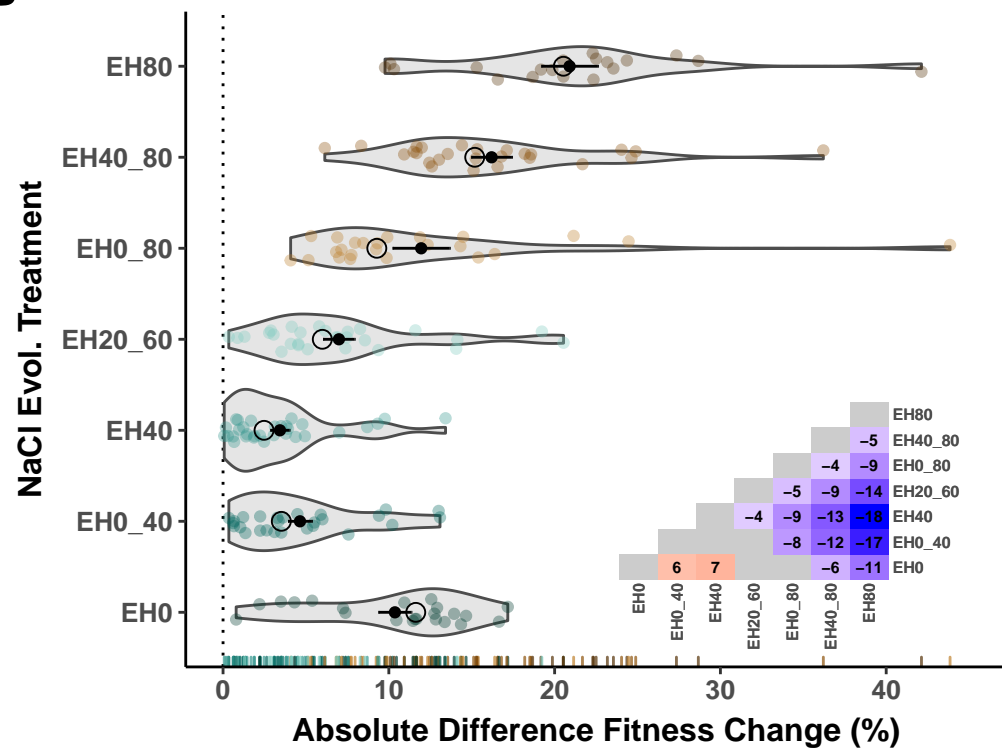 EH80
EH40_80
EH0_80
EH20_60
EH40
EH0_40
EH0
NaCl Evol. Treatment
0 10 20 30 40
Absolute Difference Fitness Change (%)
EH80
−5 EH40_80
−4 −9 EH0_80
−5 −9 −14 EH20_60
−4 −9 −13 −18 EH40
−8 −12 −17 EH0_40
6 7 −6 −11 EH0
EH0 EH0_40 EH40 EH20_60 EH0_80 EH40_80 EH80